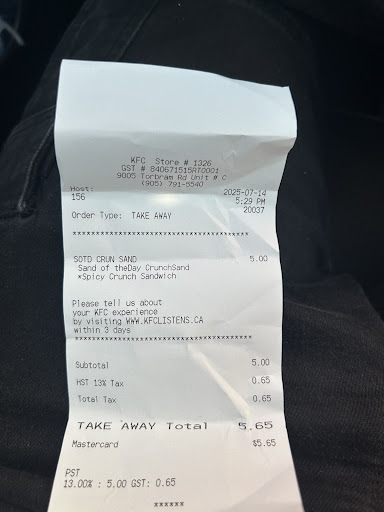 KFC Store # 1326
GST # 840671515RT0001
9005 Torbram Rd Unit # C
(905) 791-5540
Host: 2025-07-14
156 5:29 PM
20037
Order Type: TAKE AWAY
****************************************
SOTD CRUN SAND 5.00
Sand of theDay CrunchSand
*Spicy Crunch Sandwich
Please tell us about
your KFC experience
by visiting WWW.KFCLISTENS.CA
within 3 days
****************************************
Subtotal 5.00
HST 13% Tax 0.65
Total Tax 0.65
TAKE AWAY Total 5.65
Mastercard $5.65
PST
13.00% : 5.00 GST: 0.65
******